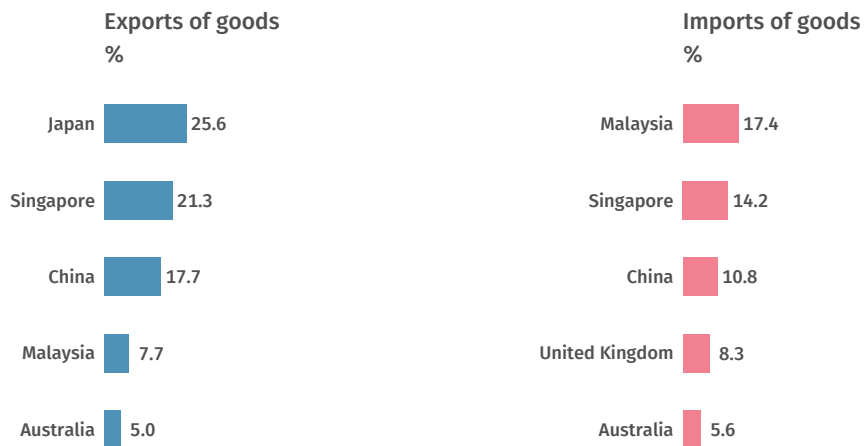 Exports of goods
%
Japan 25.6
Singapore 21.3
China 17.7
Malaysia 7.7
Australia 5.0
Imports of goods
%
Malaysia 17.4
Singapore 14.2
China 10.8
United Kingdom 8.3
Australia 5.6